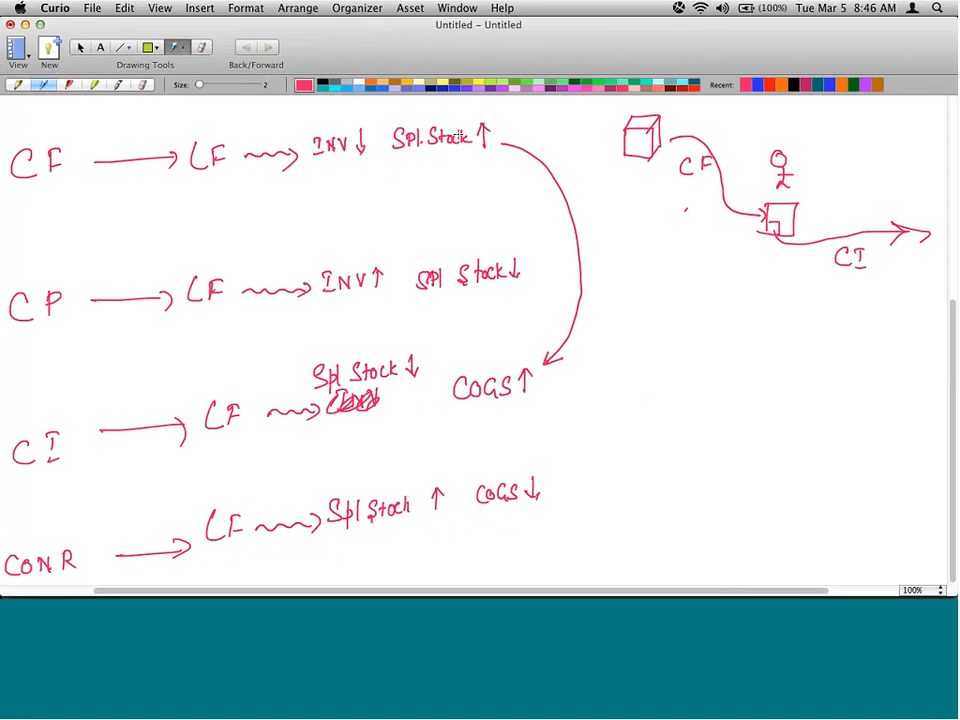 Curio File Edit View Insert Format Arrange Organizer Asset Window Help (100%) Tue Mar 5 8:46 AM
Untitled - Untitled
View New Drawing Tools Back/Forward
Size: 2 Recent:
CF LF INV↓ Spl.Stock ↑
CF
CP LF INV↑ Spl Stock↓
CI
Spl Stock ↓
CI LF COGS↑
CONR LF Spl Stock ↑ COGS↓
100%